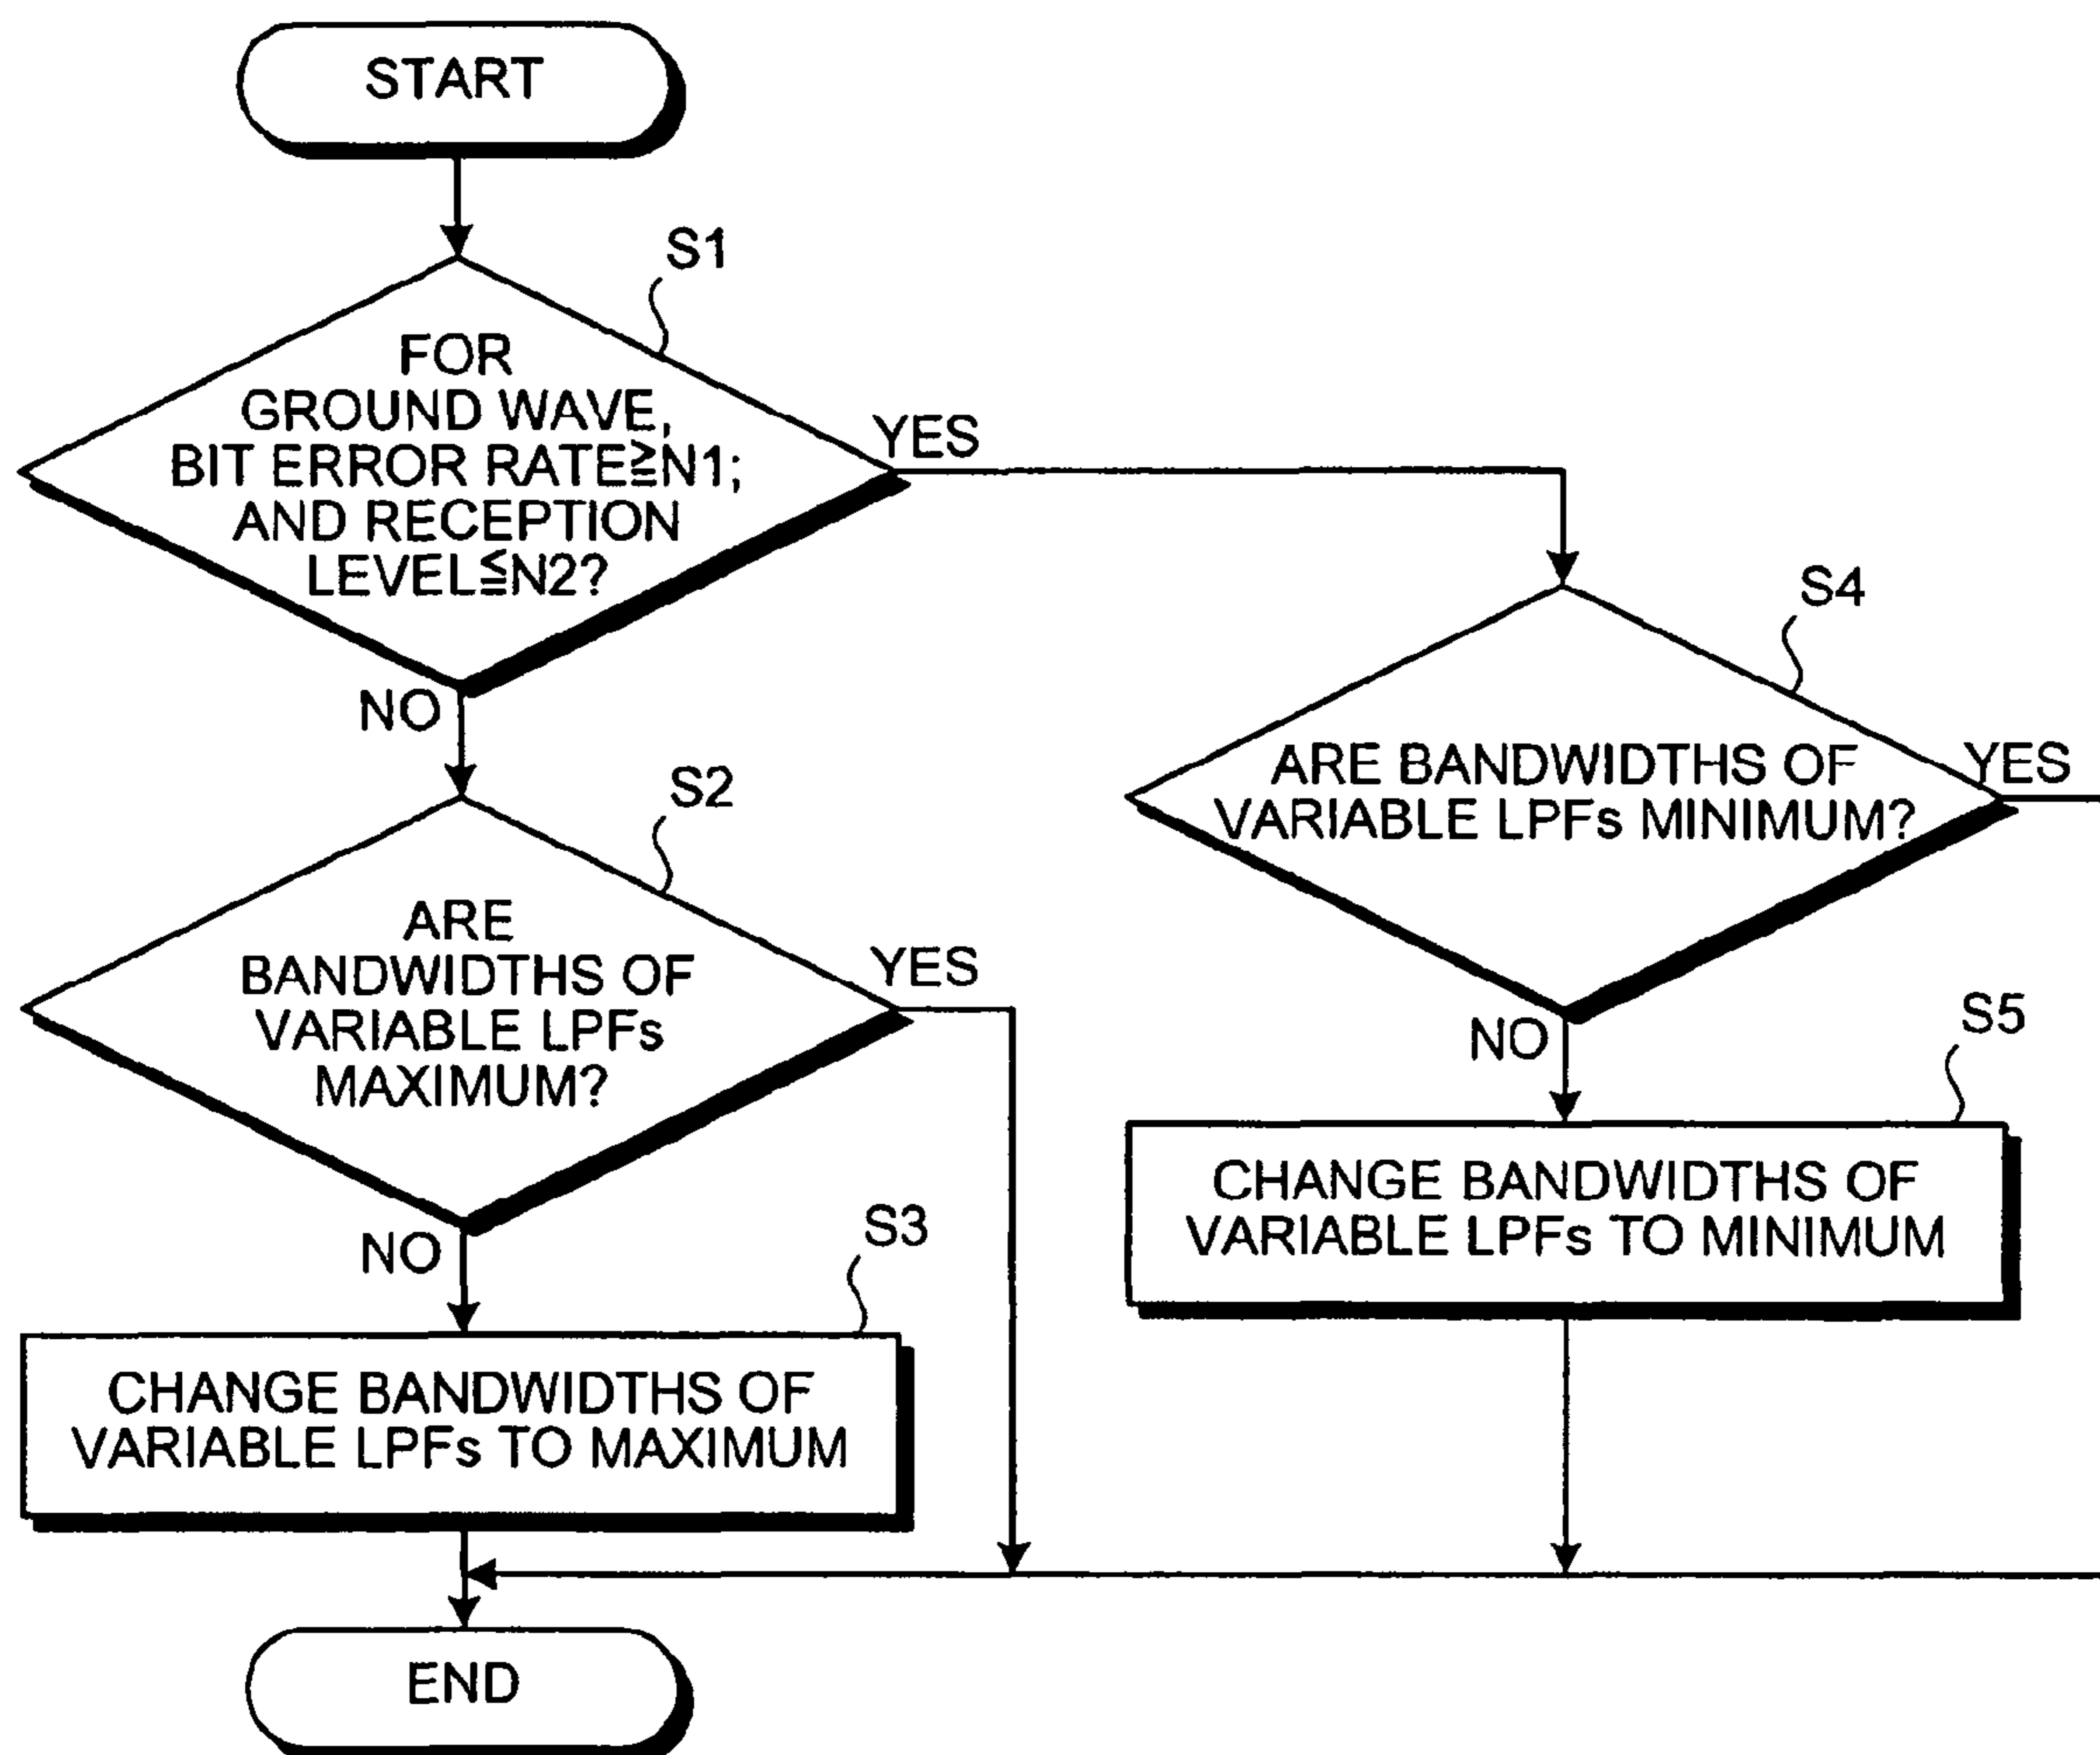 START
S1
FOR
GROUND WAVE,
BIT ERROR RATE≧N1;
AND RECEPTION
LEVEL≦N2?
YES
NO
S2
ARE
BANDWIDTHS OF
VARIABLE LPFs
MAXIMUM?
YES
NO
S3
CHANGE BANDWIDTHS OF
VARIABLE LPFs TO MAXIMUM
S4
ARE BANDWIDTHS OF
VARIABLE LPFs MINIMUM?
YES
NO
S5
CHANGE BANDWIDTHS OF
VARIABLE LPFs TO MINIMUM
END